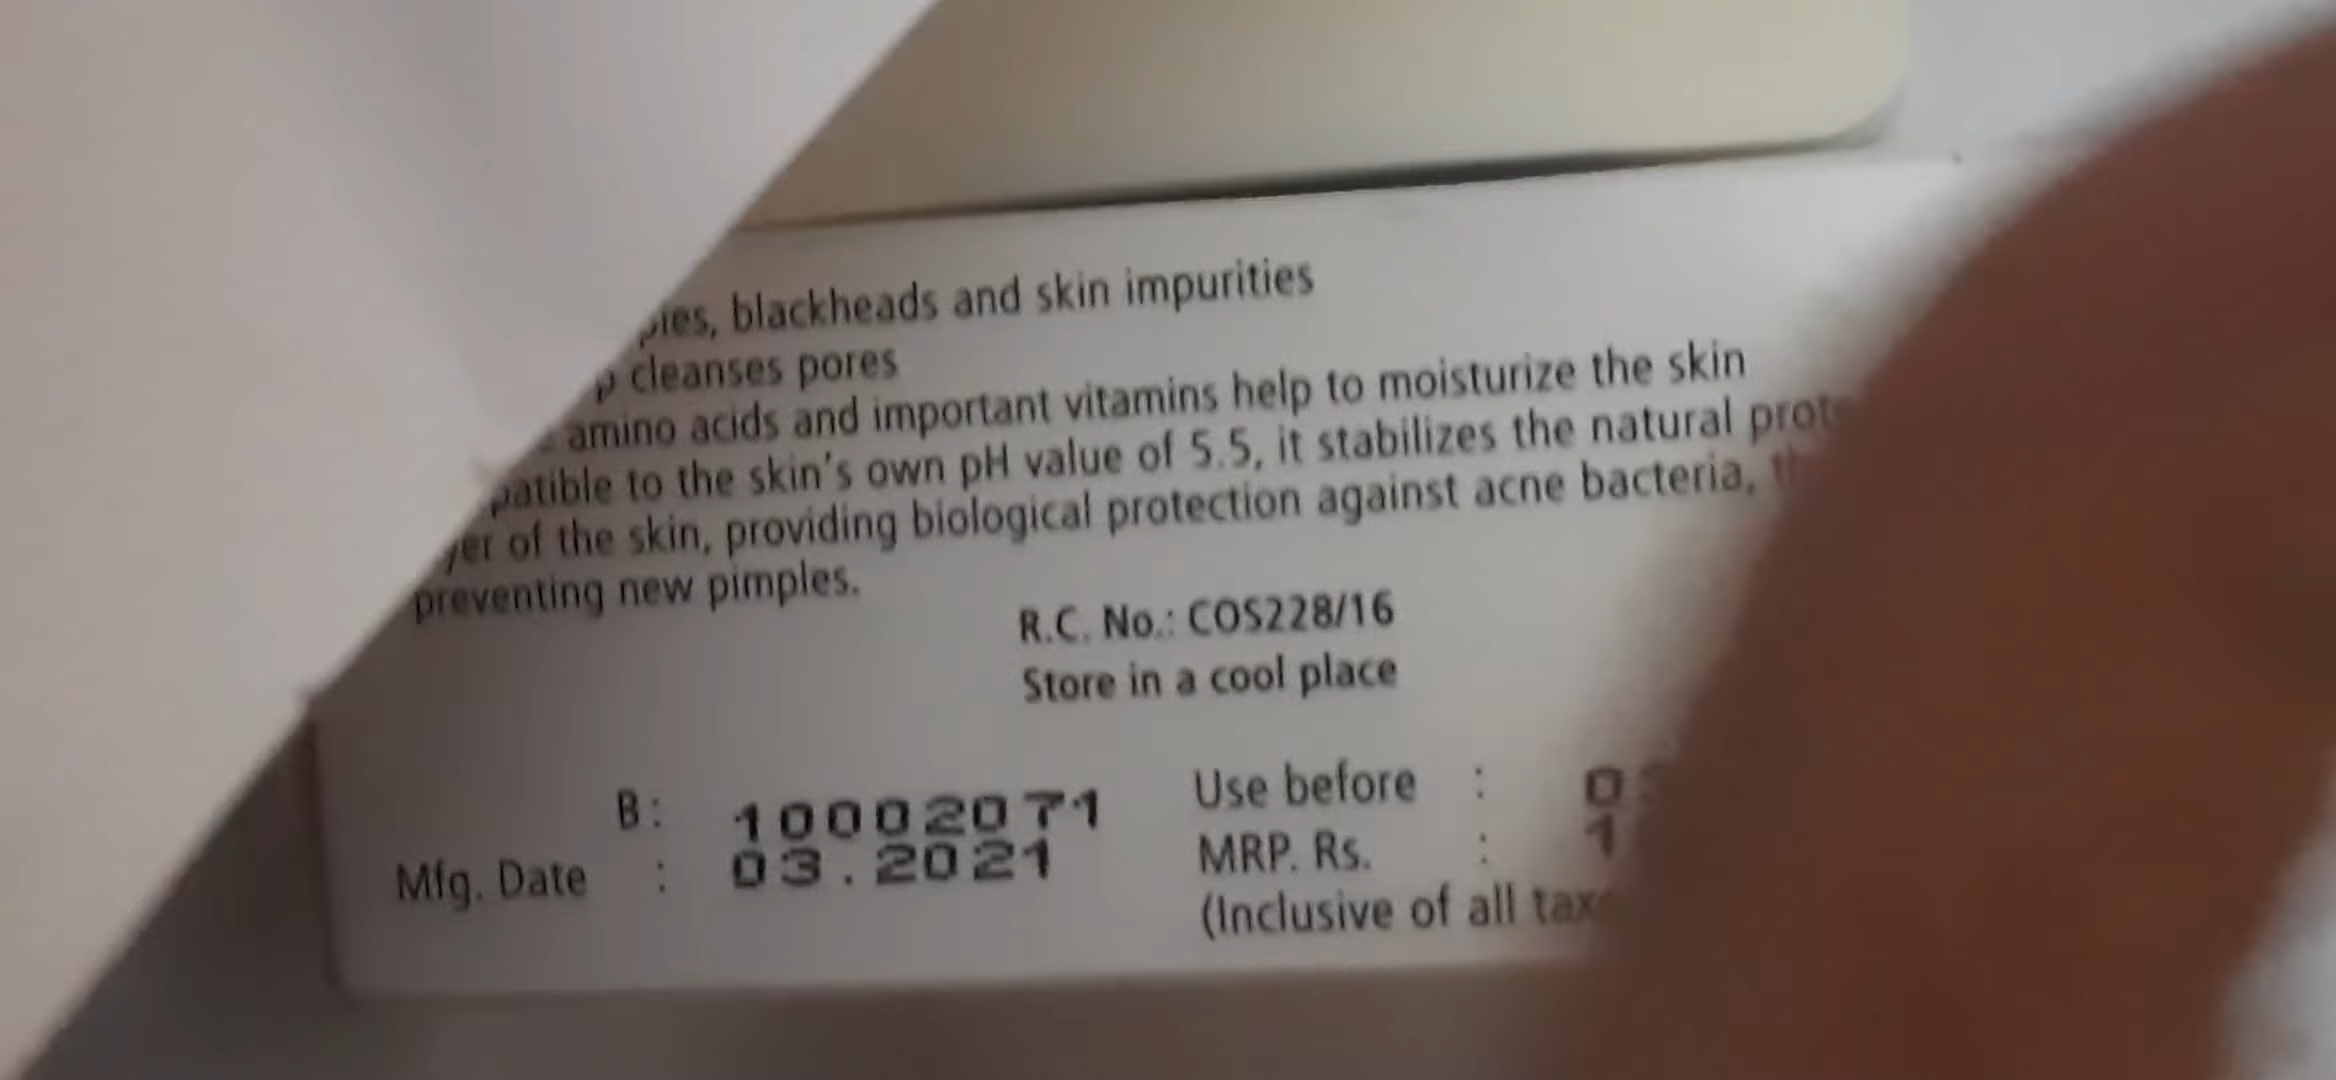 blackheads and skin impurities
cleanses pores
amino acids and important vitamins help to moisturize the skin
to the skin's own pH value of 5.5, it stabilizes the natural
of the skin, providing biological protection against acne bacteria,
preventing new pimples.
R.C. No.: COS228/16
Store in a cool place
B: 10002071
Mfg. Date : 03.2021
Use before :
MRP. Rs. :
(Inclusive of all